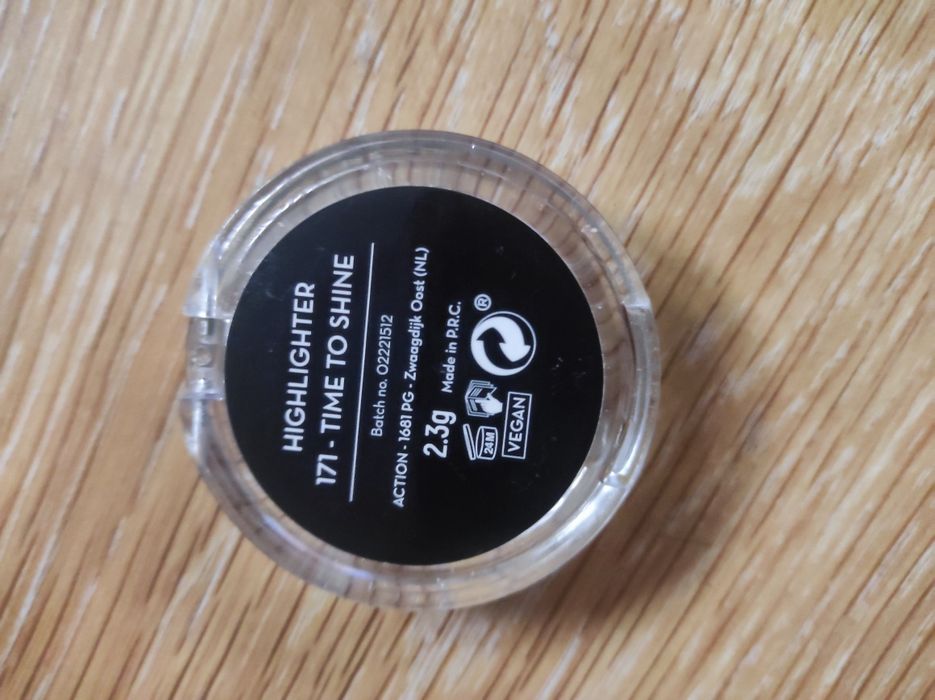 HIGHLIGHTER
171 - TIME TO SHINE
Batch no. 02221512
ACTION - 1681 PG - Zwaagdijk Oost (NL)
2.3g Made in P.R.C.
24M
®
VEGAN